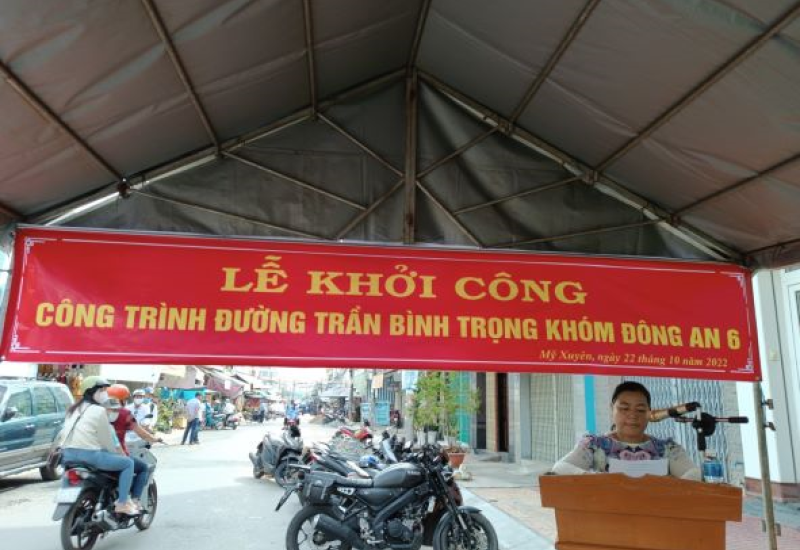 LỄ KHỞI CÔNG
CÔNG TRÌNH ĐƯỜNG TRẦN BÌNH TRỌNG KHÓM ĐÔNG AN 6
Mỹ Xuyên, ngày 22 tháng 10 năm 2022